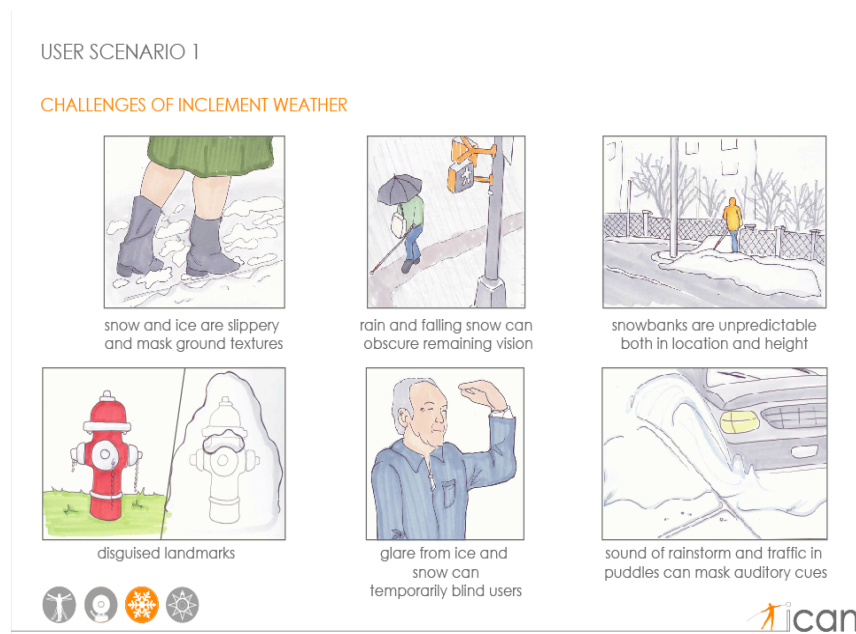 USER SCENARIO 1
CHALLENGES OF INCLEMENT WEATHER
snow and ice are slippery
and mask ground textures
rain and falling snow can
obscure remaining vision
snowbanks are unpredictable
both in location and height
disguised landmarks
glare from ice and
snow can
temporarily blind users
sound of rainstorm and traffic in
puddles can mask auditory cues
ican